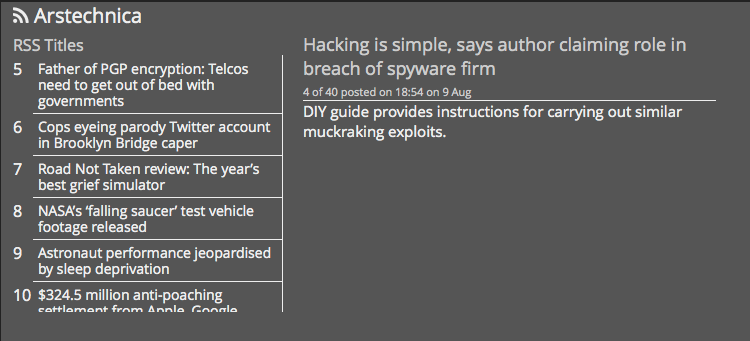 Arstechnica
RSS Titles
5 Father of PGP encryption: Telcos
need to get out of bed with
governments
6 Cops eyeing parody Twitter account
in Brooklyn Bridge caper
7 Road Not Taken review: The year’s
best grief simulator
8 NASA’s ‘falling saucer’ test vehicle
footage released
9 Astronaut performance jeopardised
by sleep deprivation
10 $324.5 million anti-poaching
settlement from Apple, Google
Hacking is simple, says author claiming role in
breach of spyware firm
4 of 40 posted on 18:54 on 9 Aug
DIY guide provides instructions for carrying out similar
muckraking exploits.